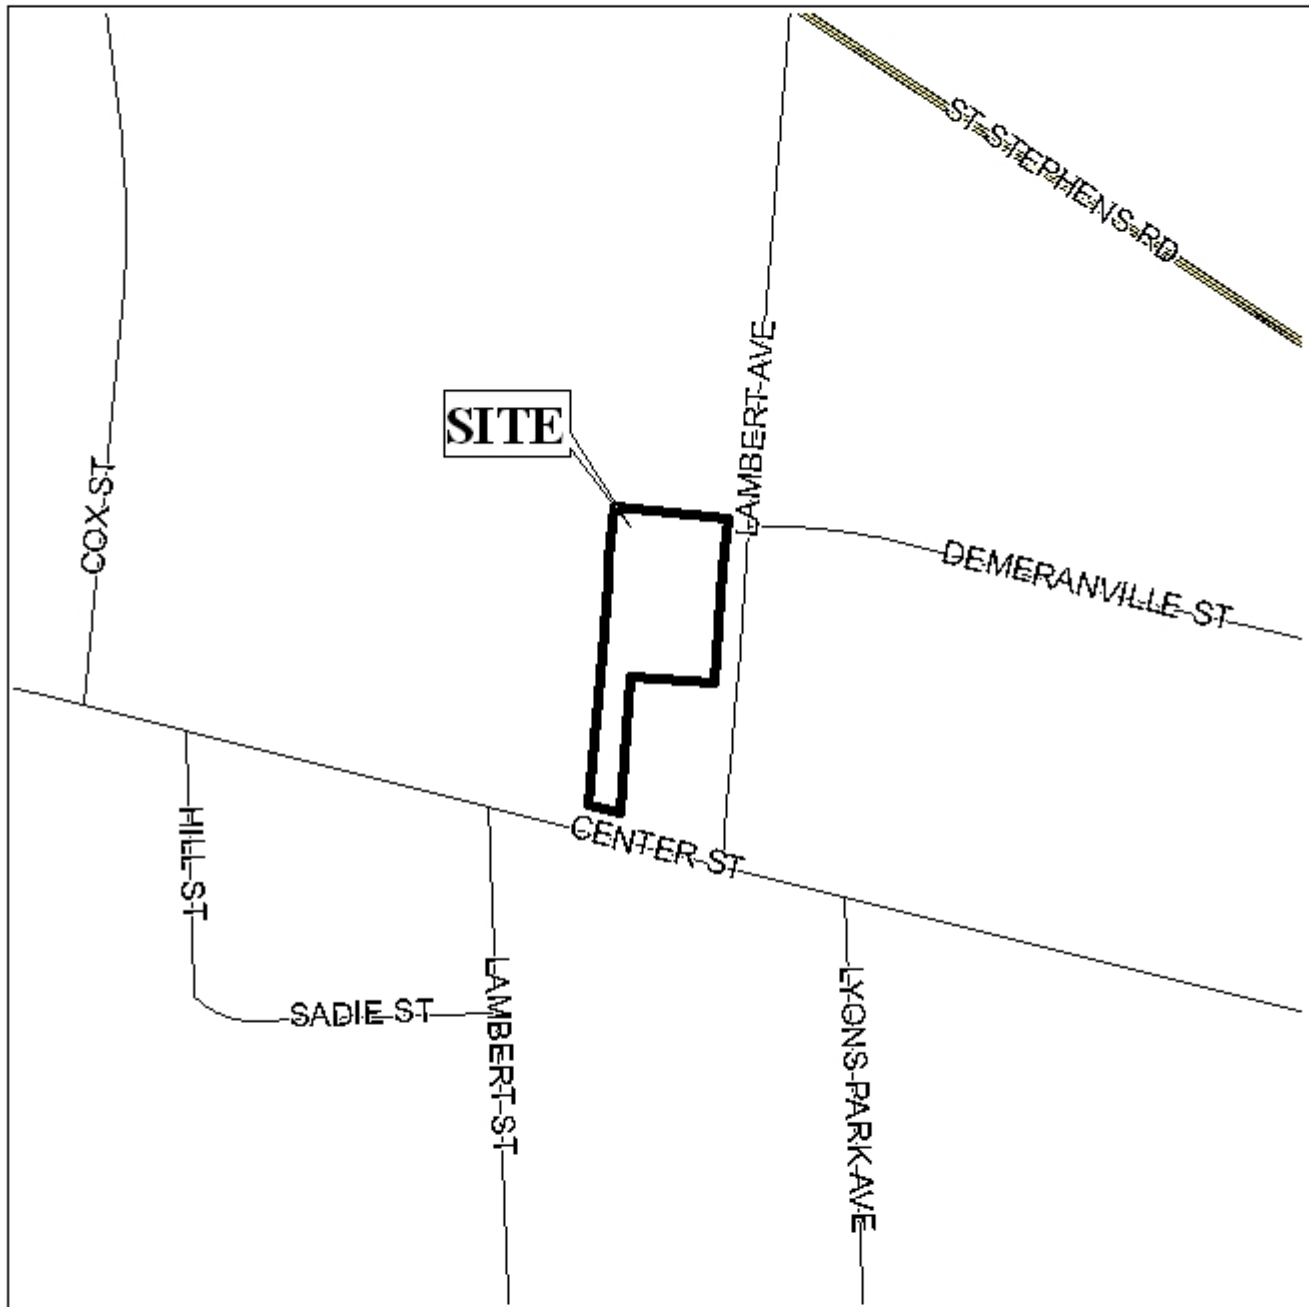 ST STEPHENS RD
LAMBERT AVE
SITE
COX ST
DEMERANVILLE ST
CENTER ST
HILL ST
SADIE ST
LAMBERT ST
LYONS PARK AVE